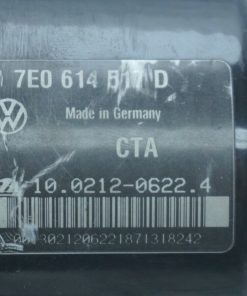 7E0 614 517 D
Made in Germany
CTA
10.0212-0622.4